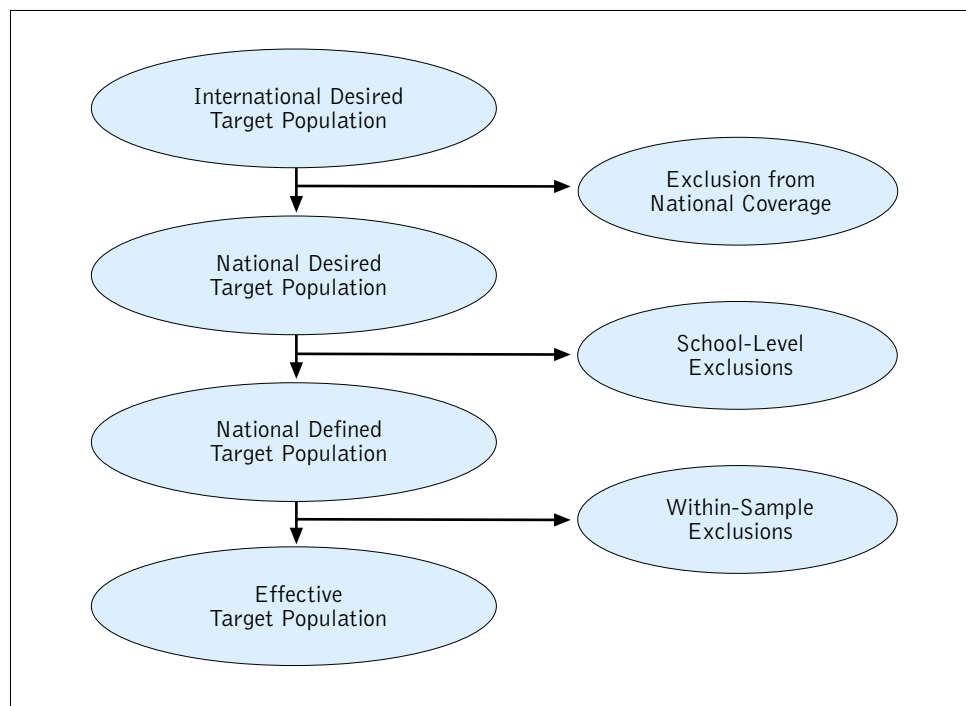 International Desired
Target Population
Exclusion from
National Coverage
National Desired
Target Population
School-Level
Exclusions
National Defined
Target Population
Within-Sample
Exclusions
Effective
Target Population